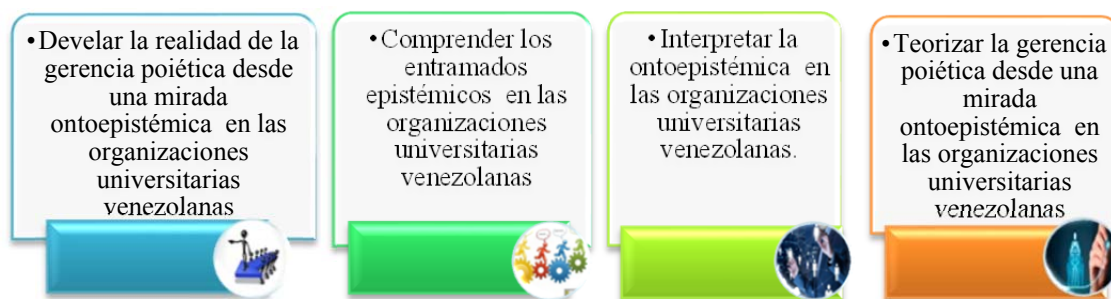 •Develar la realidad de la
gerencia poiética desde
una mirada
ontoepistémica en las
organizaciones
universitarias
venezolanas
•Comprender los
entramados
epistémicos en las
organizaciones
universitarias
venezolanas
•Interpretar la
ontoepistémica en
las organizaciones
universitarias
venezolanas.
•Teorizar la gerencia
poiética desde una
mirada
ontoepistémica en
las organizaciones
universitarias
venezolanas